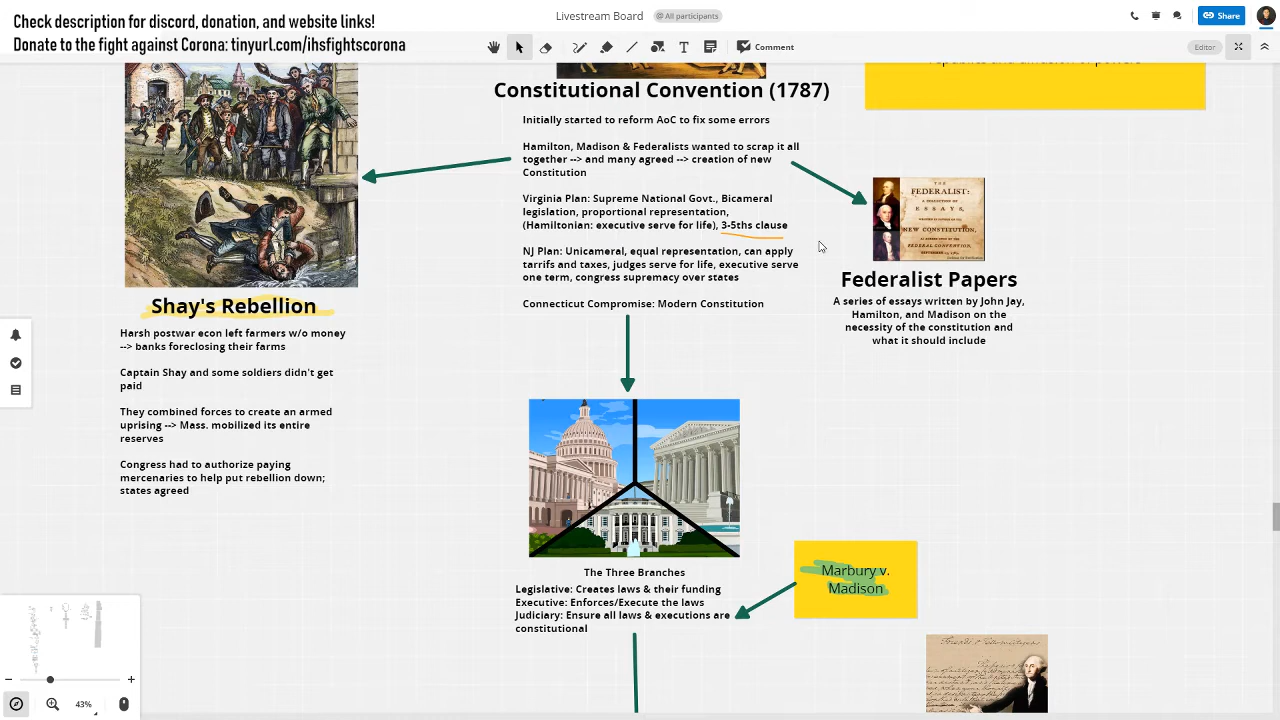 Check description for discord, donation, and website links!
Donate to the fight against Corona: tinyurl.com/ihsfightscorona
Livestream Board
@ All participants
Share
Comment
Editor
Constitutional Convention (1787)
Initially started to reform AoC to fix some errors
Hamilton, Madison & Federalists wanted to scrap it all
together --> and many agreed --> creation of new
Constitution
Virginia Plan: Supreme National Govt., Bicameral
legislation, proportional representation,
(Hamiltonian: executive serve for life), 3-5ths clause
NJ Plan: Unicameral, equal representation, can apply
tarrifs and taxes, judges serve for life, executive serve
one term, congress supremacy over states
Connecticut Compromise: Modern Constitution
Shay's Rebellion
Harsh postwar econ left farmers w/o money
--> banks foreclosing their farms
Captain Shay and some soldiers didn't get
paid
They combined forces to create an armed
uprising --> Mass. mobilized its entire
reserves
Congress had to authorize paying
mercenaries to help put rebellion down;
states agreed
THE
FEDERALIST:
A COLLECTION
OF
ESSAYS,
NEW CONSTITUTION,
Federalist Papers
A series of essays written by John Jay,
Hamilton, and Madison on the
necessity of the constitution and
what it should include
The Three Branches
Legislative: Creates laws & their funding
Executive: Enforces/Execute the laws
Judiciary: Ensure all laws & executions are
constitutional
Marbury v.
Madison
43%